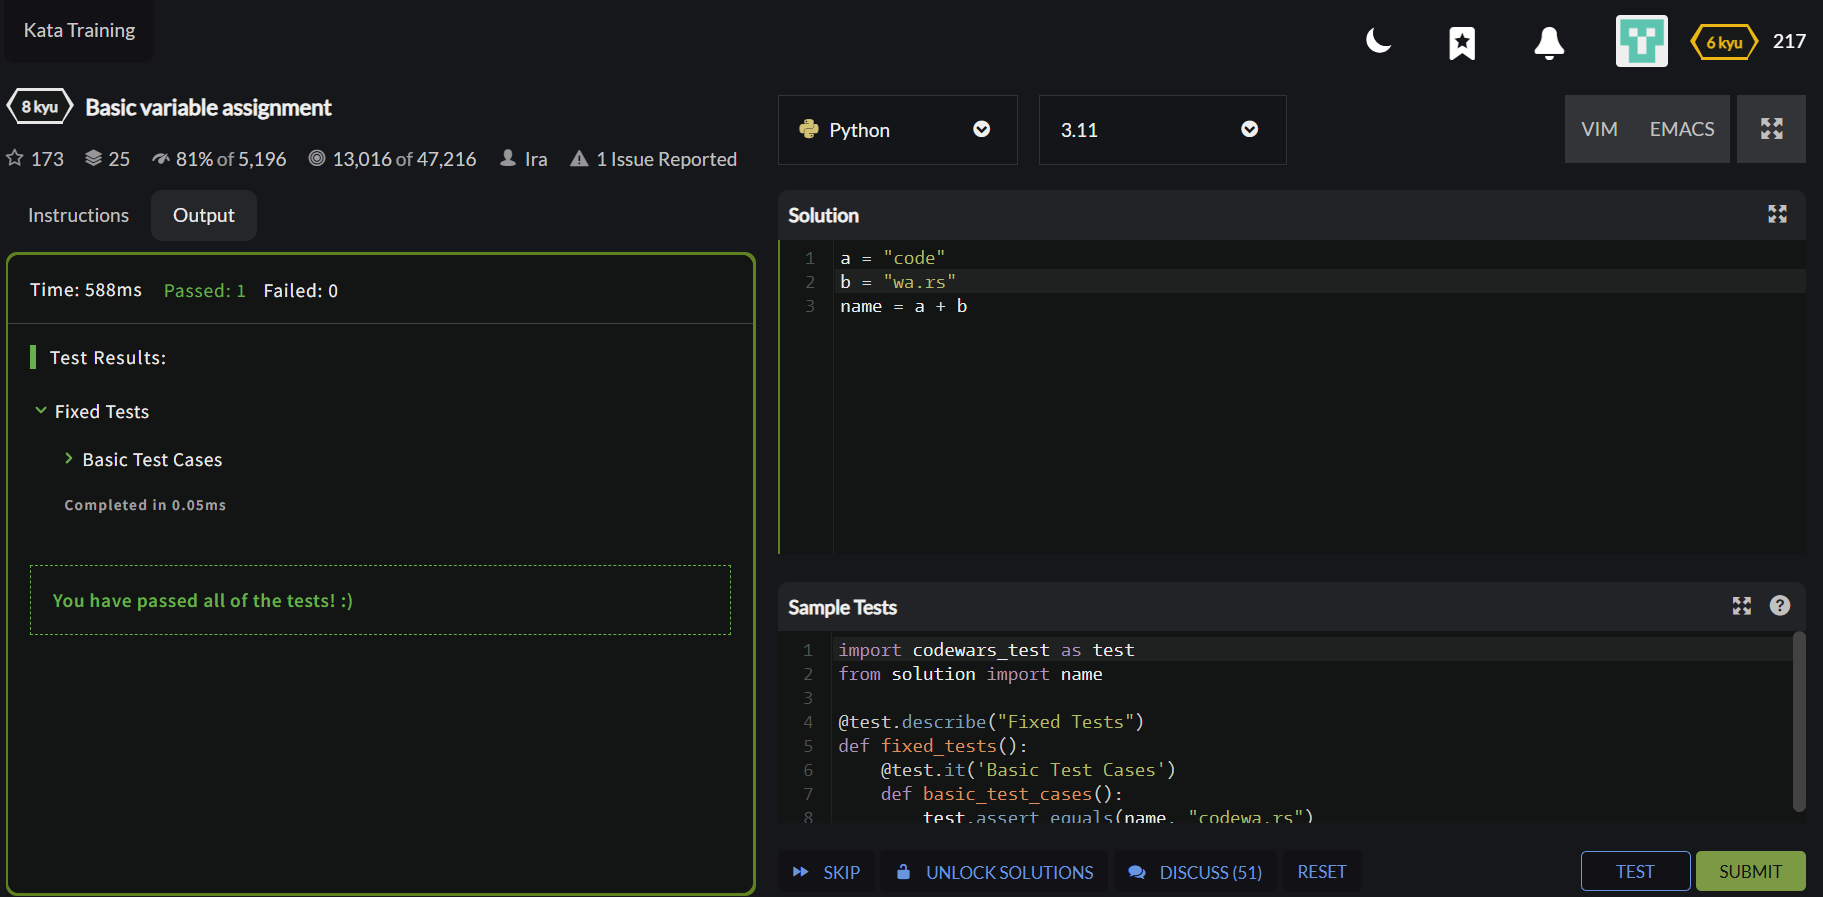 Kata Training
6 kyu 217
8 kyu Basic variable assignment
173 25 81% of 5,196 13,016 of 47,216 Ira 1 Issue Reported
Instructions Output
Time: 588ms Passed: 1 Failed: 0
Test Results:
Fixed Tests
Basic Test Cases
Completed in 0.05ms
You have passed all of the tests! :)
Python 3.11 VIM EMACS
Solution
1 a = "code"
2 b = "wa.rs"
3 name = a + b
Sample Tests ?
1 import codewars_test as test
2 from solution import name
3
4 @test.describe("Fixed Tests")
5 def fixed_tests():
6     @test.it('Basic Test Cases')
7     def basic_test_cases():
8         test.assert_equals(name, "codewa.rs")
SKIP UNLOCK SOLUTIONS DISCUSS (51) RESET TEST SUBMIT